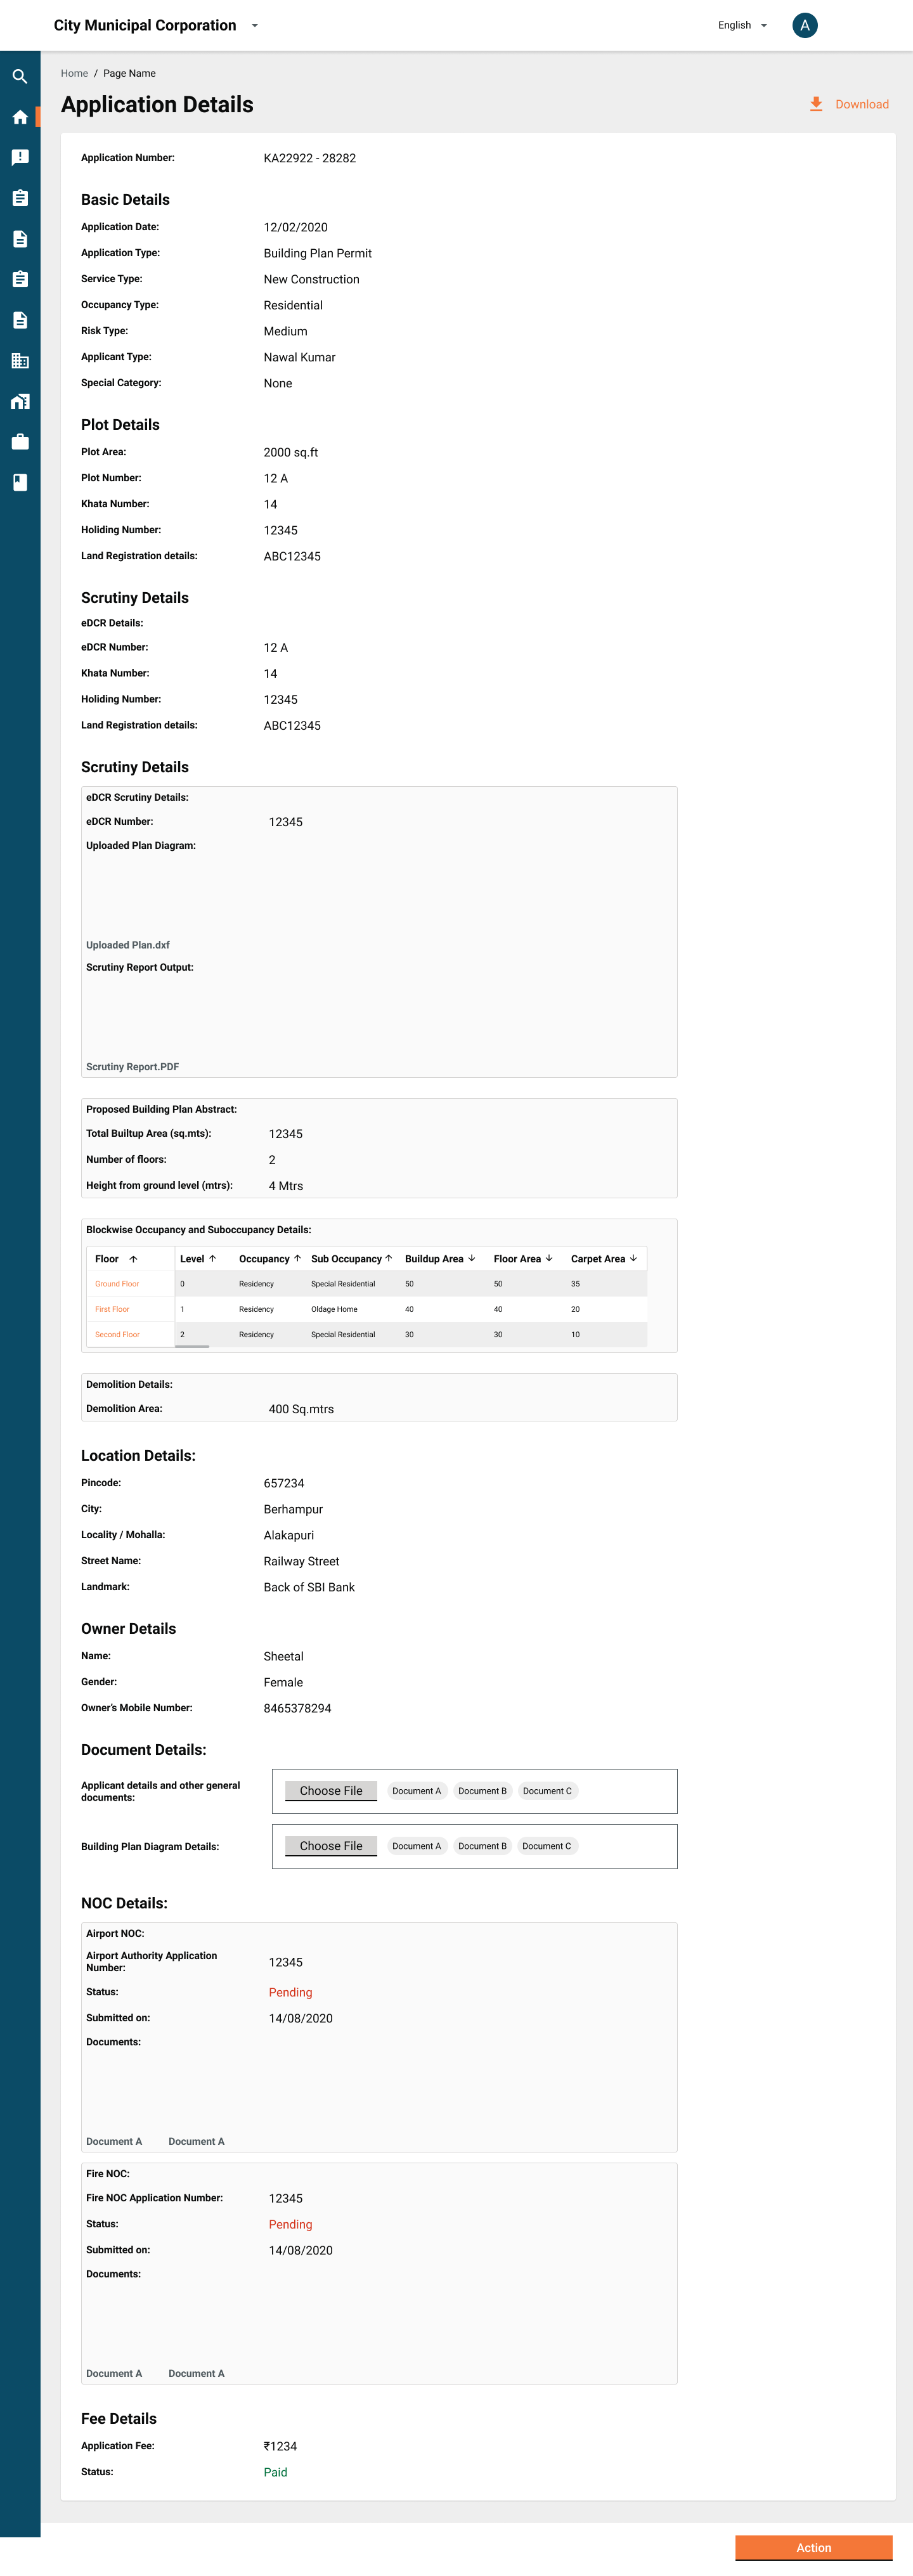 City Municipal Corporation
English
A
Home / Page Name
Application Details
Download
Application Number: KA22922 - 28282
Basic Details
Application Date: 12/02/2020
Application Type: Building Plan Permit
Service Type: New Construction
Occupancy Type: Residential
Risk Type: Medium
Applicant Type: Nawal Kumar
Special Category: None
Plot Details
Plot Area: 2000 sq.ft
Plot Number: 12 A
Khata Number: 14
Holiding Number: 12345
Land Registration details: ABC12345
Scrutiny Details
eDCR Details:
eDCR Number: 12 A
Khata Number: 14
Holiding Number: 12345
Land Registration details: ABC12345
Scrutiny Details
eDCR Scrutiny Details:
eDCR Number: 12345
Uploaded Plan Diagram:
Uploaded Plan.dxf
Scrutiny Report Output:
Scrutiny Report.PDF
Proposed Building Plan Abstract:
Total Builtup Area (sq.mts): 12345
Number of floors: 2
Height from ground level (mtrs): 4 Mtrs
Blockwise Occupancy and Suboccupancy Details:
Floor Level Occupancy Sub Occupancy Buildup Area Floor Area Carpet Area
Ground Floor 0 Residency Special Residential 50 50 35
First Floor 1 Residency Oldage Home 40 40 20
Second Floor 2 Residency Special Residential 30 30 10
Demolition Details:
Demolition Area: 400 Sq.mtrs
Location Details:
Pincode: 657234
City: Berhampur
Locality / Mohalla: Alakapuri
Street Name: Railway Street
Landmark: Back of SBI Bank
Owner Details
Name: Sheetal
Gender: Female
Owner's Mobile Number: 8465378294
Document Details:
Applicant details and other general
documents:
Choose File Document A Document B Document C
Building Plan Diagram Details: Choose File Document A Document B Document C
NOC Details:
Airport NOC:
Airport Authority Application
Number:
12345
Status: Pending
Submitted on: 14/08/2020
Documents:
Document A Document A
Fire NOC:
Fire NOC Application Number: 12345
Status: Pending
Submitted on: 14/08/2020
Documents:
Document A Document A
Fee Details
Application Fee: ₹1234
Status: Paid
Action